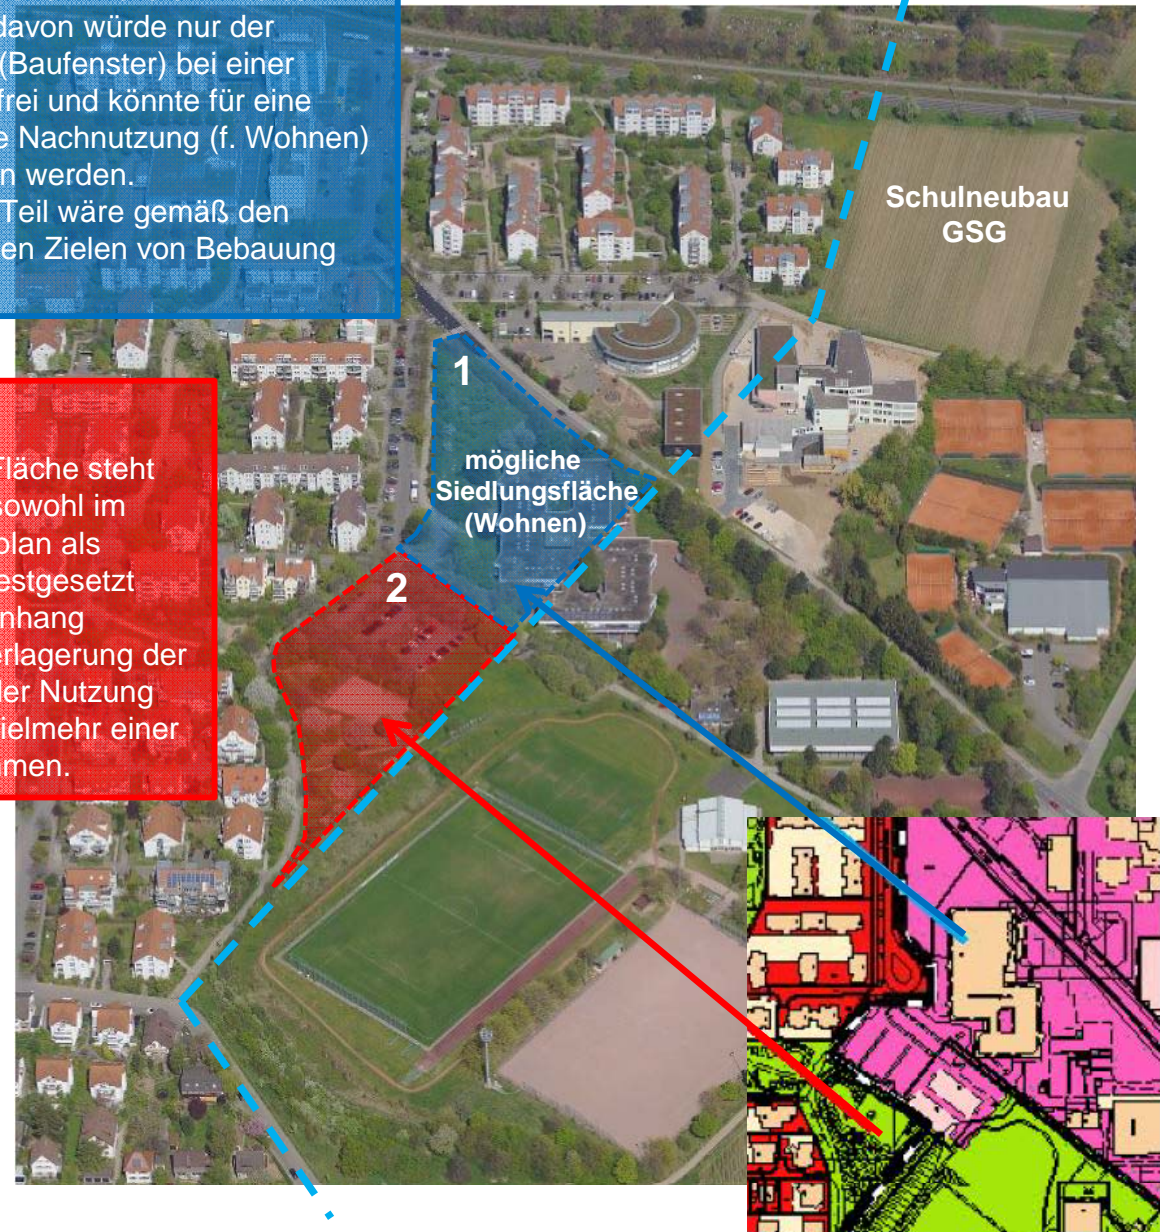 davon würde nur der
(Baufenster) bei einer
frei und könnte für eine
e Nachnutzung (f. Wohnen)
n werden.
Teil wäre gemäß den
en Zielen von Bebauung
Schulneubau
GSG
1
mögliche
Siedlungsfläche
(Wohnen)
2
Fläche steht
sowohl im
plan als
estgesetzt
nhang
erlagerung der
der Nutzung
ielmehr einer
men.